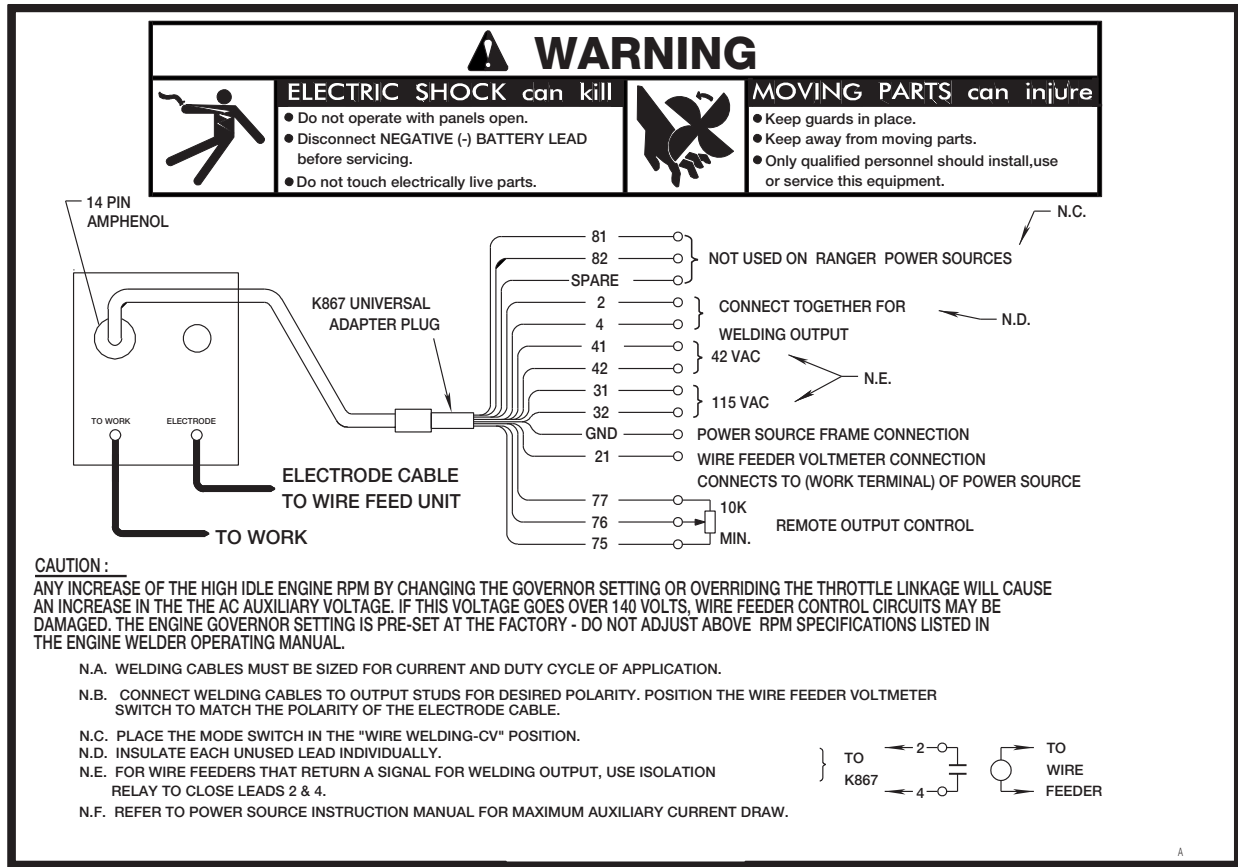 WARNING
ELECTRIC SHOCK can kill
● Do not operate with panels open.
● Disconnect NEGATIVE (-) BATTERY LEAD
before servicing.
● Do not touch electrically live parts.
MOVING PARTS can injure
● Keep guards in place.
● Keep away from moving parts.
● Only qualified personnel should install,use
or service this equipment.
14 PIN
AMPHENOL
K867 UNIVERSAL
ADAPTER PLUG
TO WORK
ELECTRODE
ELECTRODE CABLE
TO WIRE FEED UNIT
TO WORK
N.C.
81
82
SPARE
NOT USED ON RANGER POWER SOURCES
2
4
CONNECT TOGETHER FOR
WELDING OUTPUT
N.D.
41
42
42 VAC
N.E.
31
32
115 VAC
GND
POWER SOURCE FRAME CONNECTION
21
WIRE FEEDER VOLTMETER CONNECTION
CONNECTS TO (WORK TERMINAL) OF POWER SOURCE
77
76
75
10K
MIN.
REMOTE OUTPUT CONTROL
CAUTION :
ANY INCREASE OF THE HIGH IDLE ENGINE RPM BY CHANGING THE GOVERNOR SETTING OR OVERRIDING THE THROTTLE LINKAGE WILL CAUSE
AN INCREASE IN THE THE AC AUXILIARY VOLTAGE. IF THIS VOLTAGE GOES OVER 140 VOLTS, WIRE FEEDER CONTROL CIRCUITS MAY BE
DAMAGED. THE ENGINE GOVERNOR SETTING IS PRE-SET AT THE FACTORY - DO NOT ADJUST ABOVE RPM SPECIFICATIONS LISTED IN
THE ENGINE WELDER OPERATING MANUAL.
N.A. WELDING CABLES MUST BE SIZED FOR CURRENT AND DUTY CYCLE OF APPLICATION.
N.B. CONNECT WELDING CABLES TO OUTPUT STUDS FOR DESIRED POLARITY. POSITION THE WIRE FEEDER VOLTMETER
SWITCH TO MATCH THE POLARITY OF THE ELECTRODE CABLE.
N.C. PLACE THE MODE SWITCH IN THE "WIRE WELDING-CV" POSITION.
N.D. INSULATE EACH UNUSED LEAD INDIVIDUALLY.
N.E. FOR WIRE FEEDERS THAT RETURN A SIGNAL FOR WELDING OUTPUT, USE ISOLATION
RELAY TO CLOSE LEADS 2 & 4.
N.F. REFER TO POWER SOURCE INSTRUCTION MANUAL FOR MAXIMUM AUXILIARY CURRENT DRAW.
TO
K867
2
4
TO
WIRE
FEEDER
A